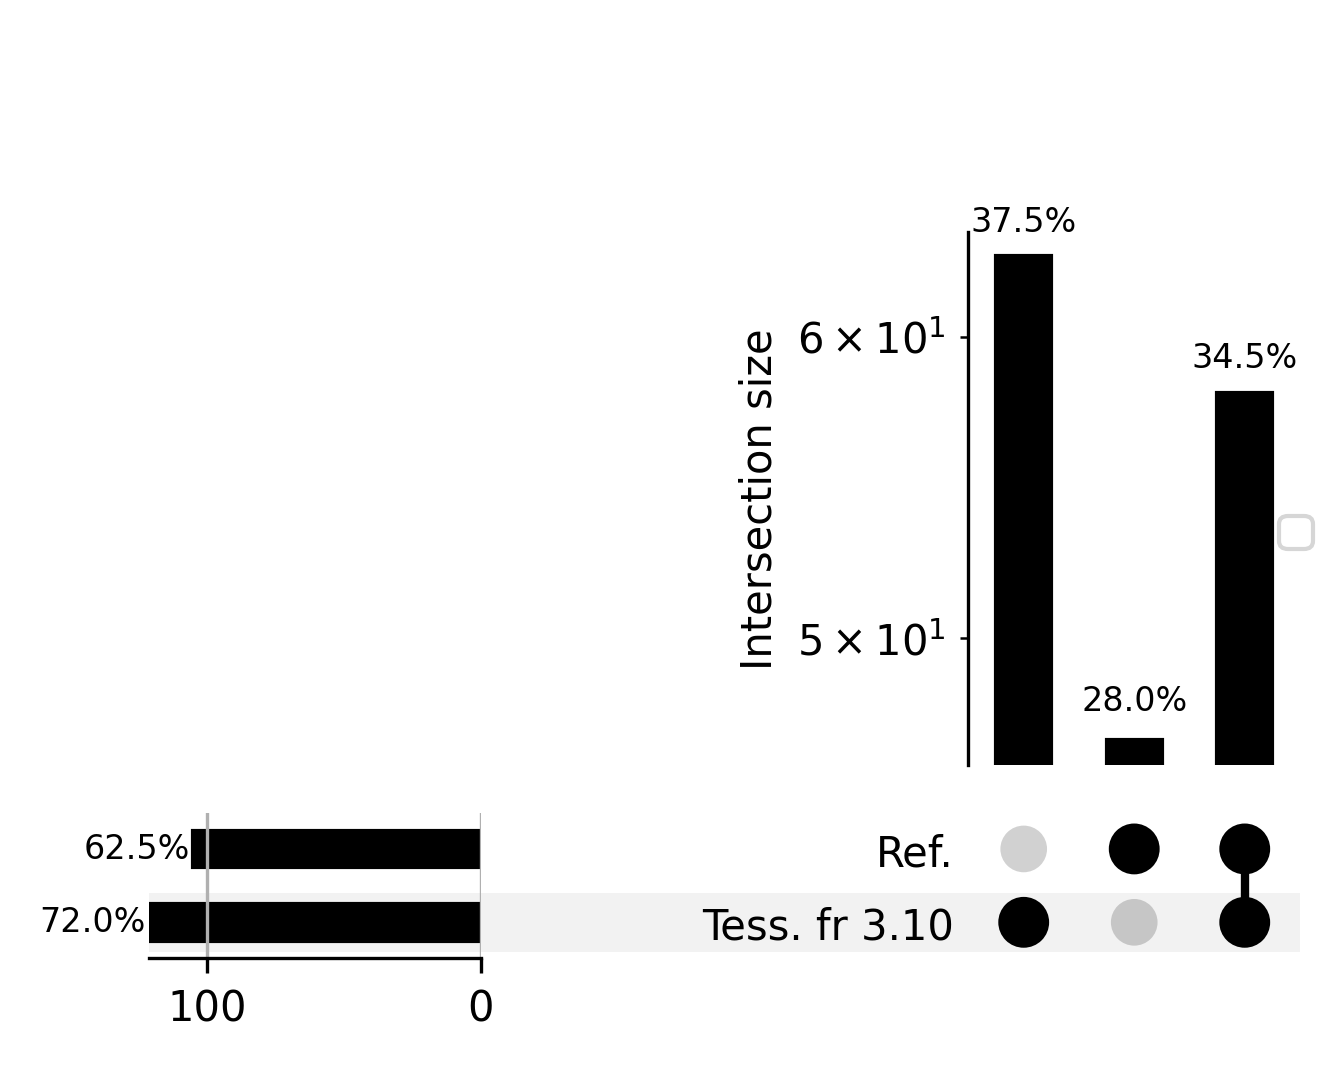 37.5%
6 × 10¹
34.5%
Intersection size
5 × 10¹
28.0%
62.5%
Ref.
72.0%
Tess. fr 3.10
100 0